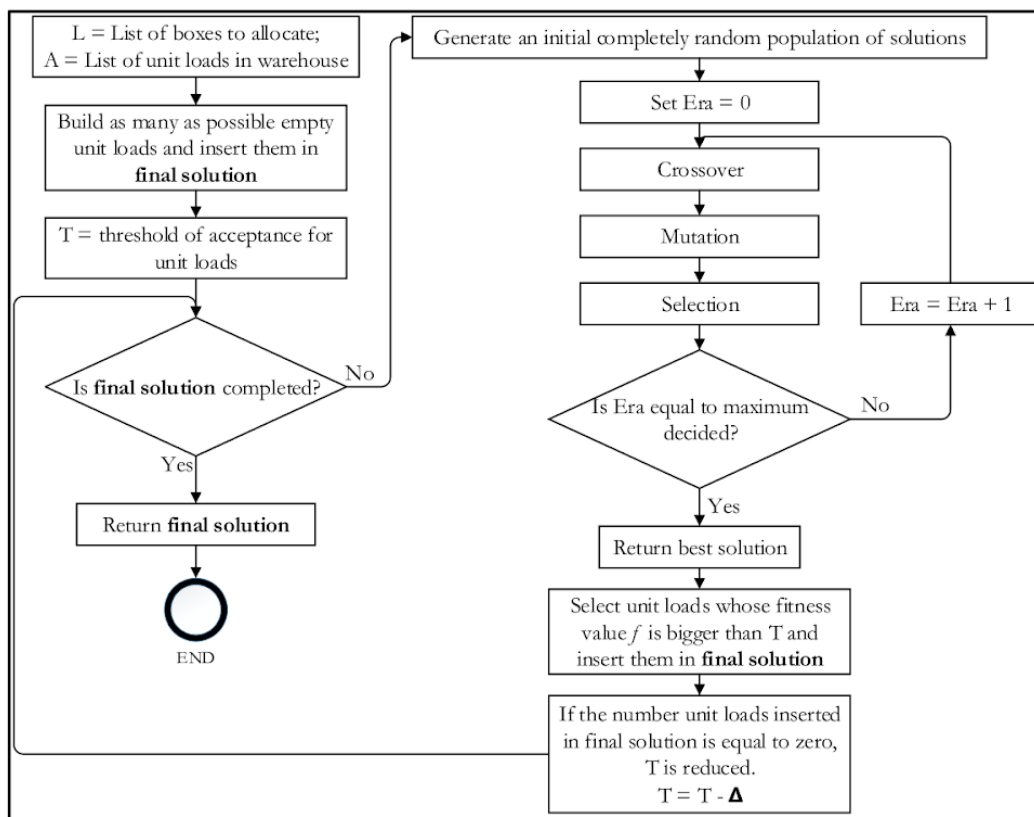 L = List of boxes to allocate;
A = List of unit loads in warehouse
Build as many as possible empty
unit loads and insert them in
final solution
T = threshold of acceptance for
unit loads
Is final solution completed?
No
Yes
Return final solution
END
Generate an initial completely random population of solutions
Set Era = 0
Crossover
Mutation
Selection
Era = Era + 1
Is Era equal to maximum
decided?
No
Yes
Return best solution
Select unit loads whose fitness
value f is bigger than T and
insert them in final solution
If the number unit loads inserted
in final solution is equal to zero,
T is reduced.
T = T - Δ